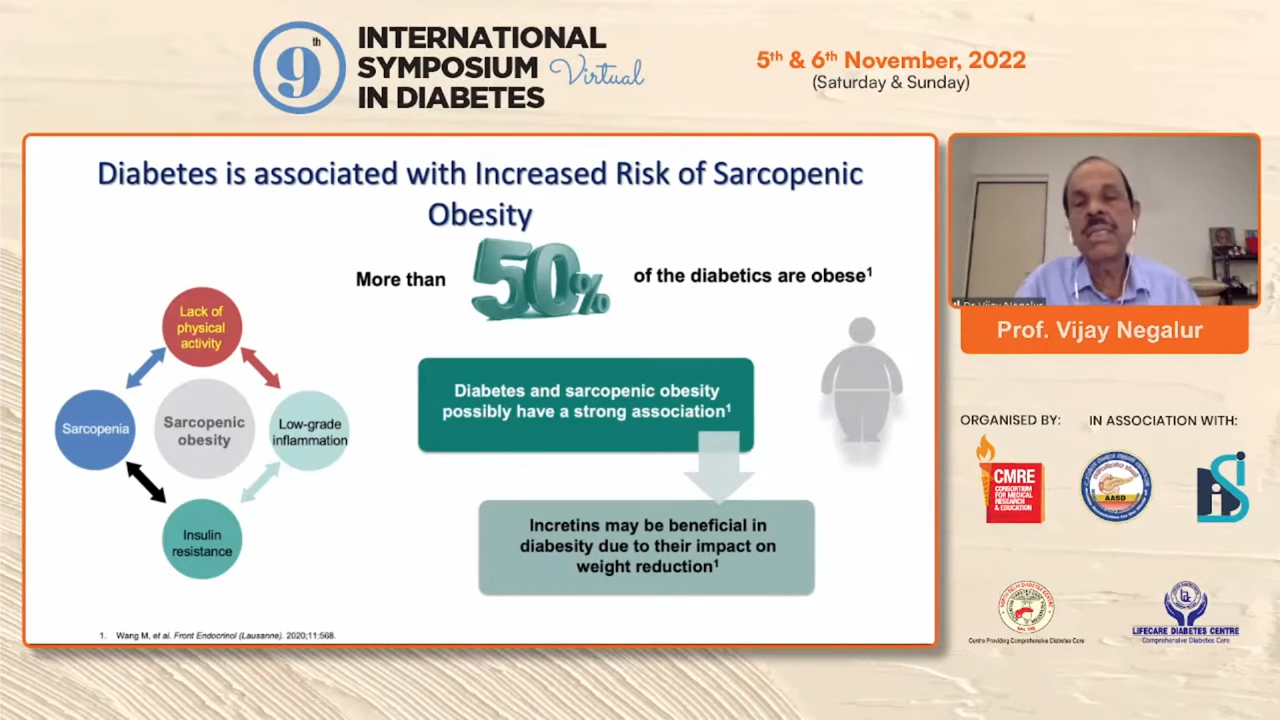 9th
INTERNATIONAL
SYMPOSIUM Virtual
IN DIABETES
5th & 6th November, 2022
(Saturday & Sunday)
Diabetes is associated with Increased Risk of Sarcopenic
Obesity
More than 50% of the diabetics are obese1
Lack of
physical
activity
Sarcopenia
Sarcopenic
obesity
Low-grade
inflammation
Insulin
resistance
Diabetes and sarcopenic obesity
possibly have a strong association1
Incretins may be beneficial in
diabesity due to their impact on
weight reduction1
1. Wang M, et al. Front Endocrinol (Lausanne). 2020;11:568.
Dr Vijay Negalur
Prof. Vijay Negalur
ORGANISED BY:
IN ASSOCIATION WITH:
CMRE
CONSORTIUM
FOR MEDICAL
RESEARCH
& EDUCATION
AASD
Centre Providing Comprehensive Diabetes Care
LIFECARE DIABETES CENTRE
Comprehensive Diabetes Care